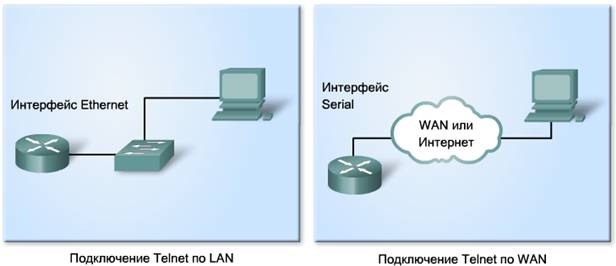 Интерфейс Ethernet
Подключение Telnet по LAN
Интерфейс
Serial
WAN или
Интернет
Подключение Telnet по WAN